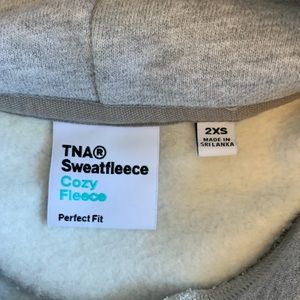 TNA®
Sweatfleece
Cozy
Fleece
Perfect Fit
2XS
MADE IN
SRI LANKA